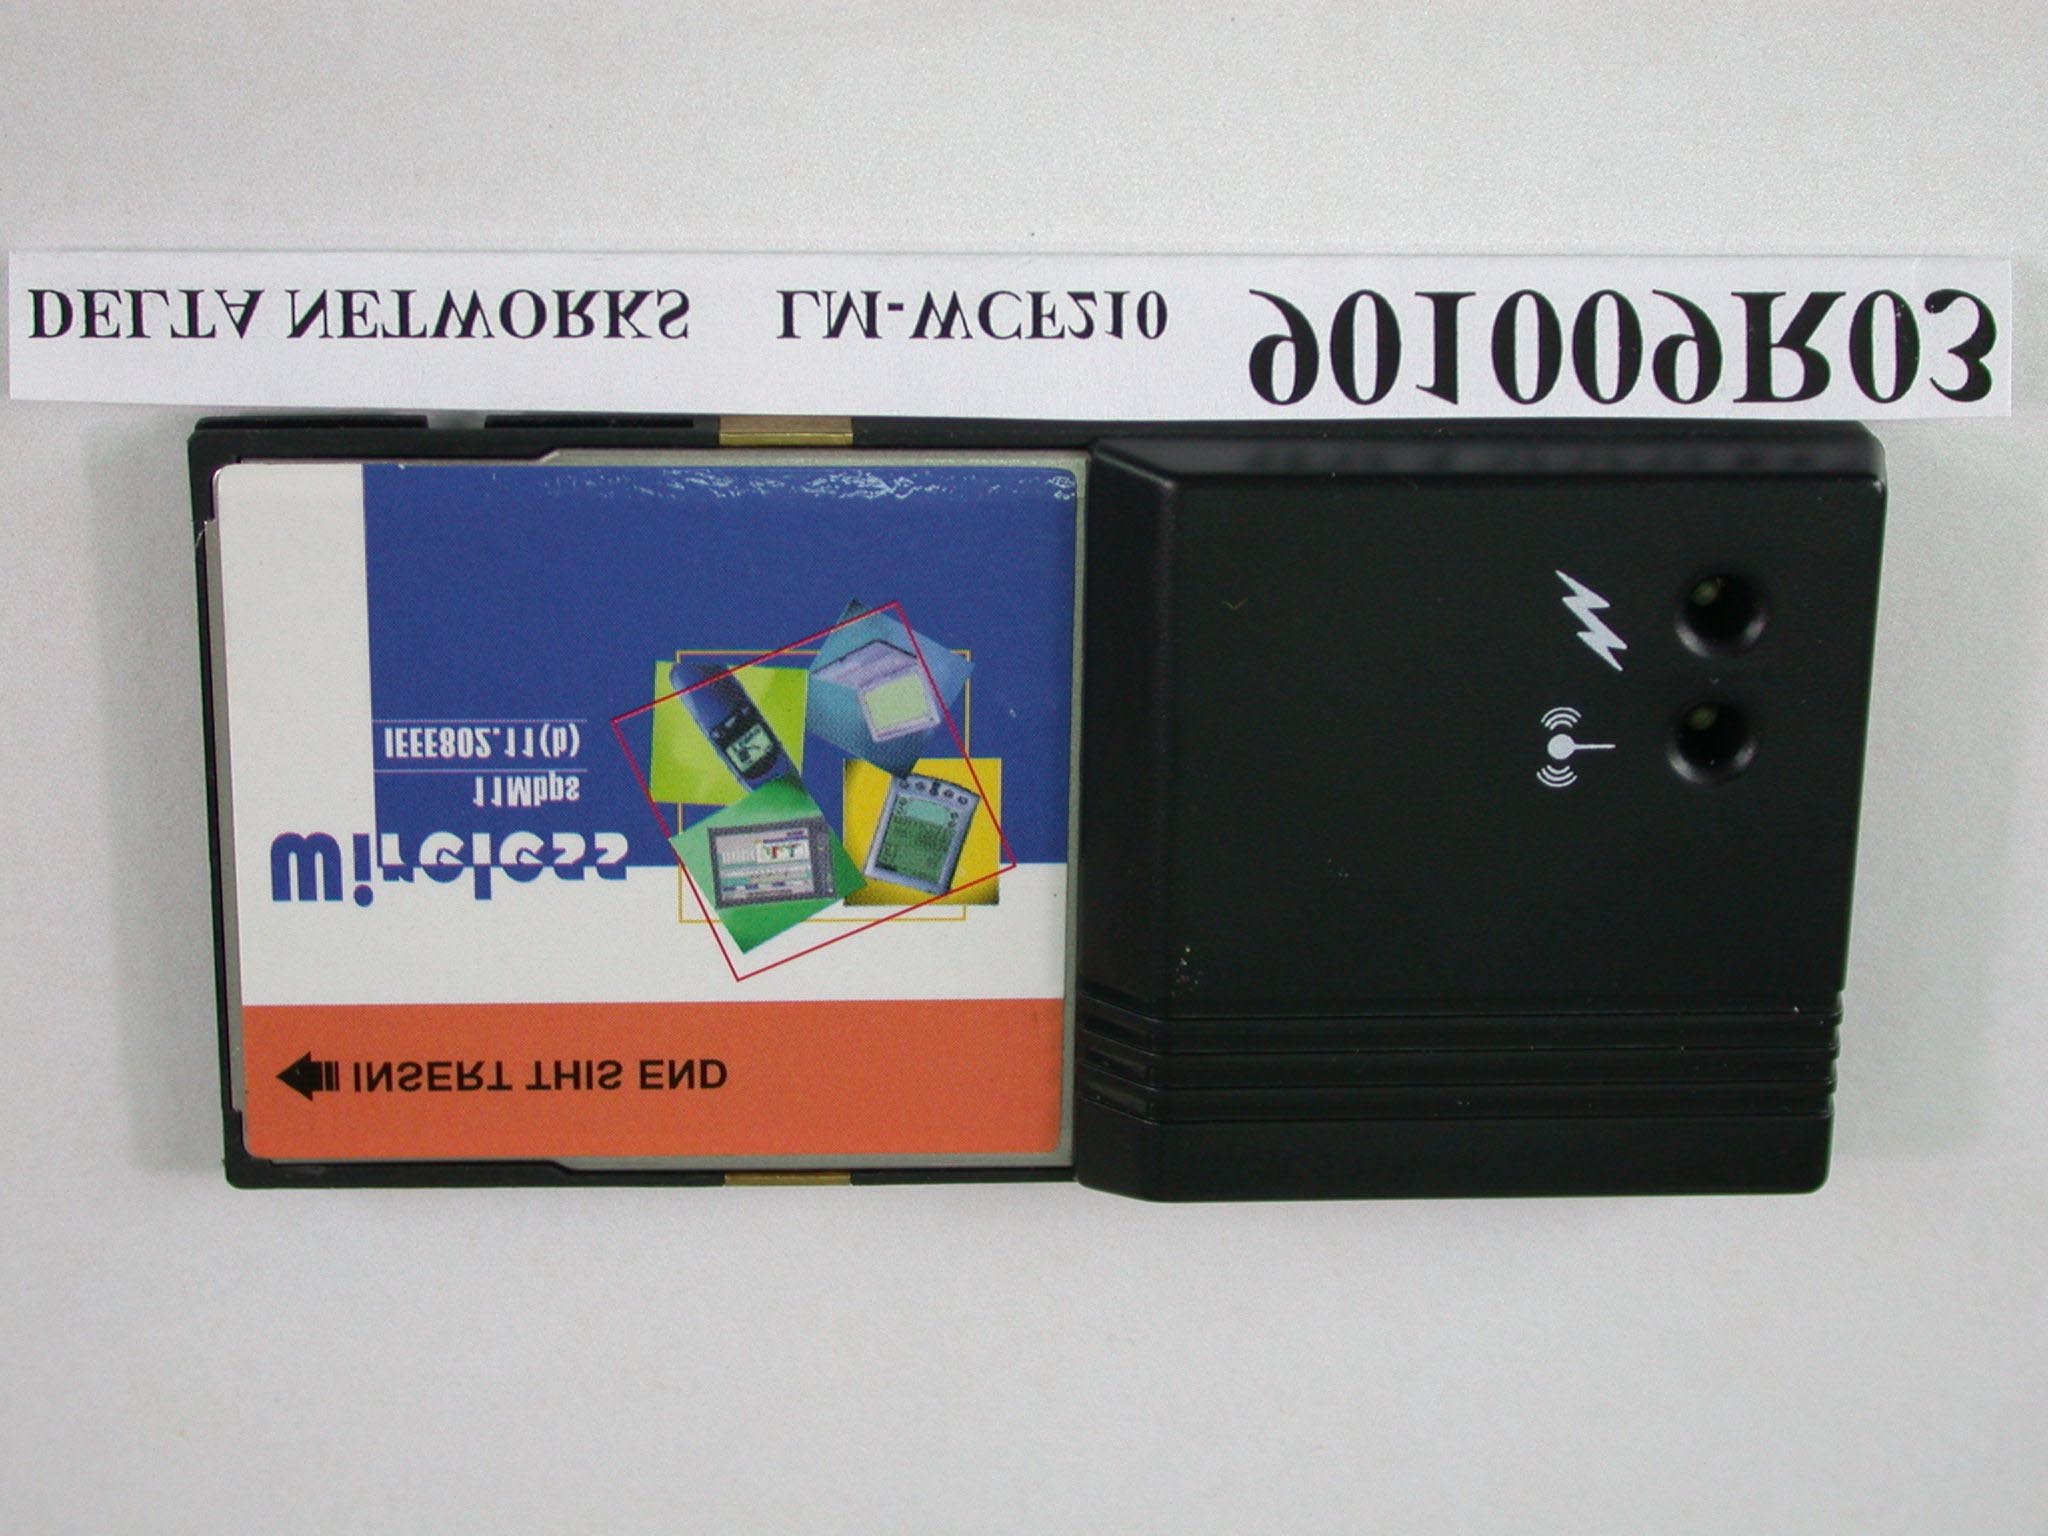 INSERT THIS END
Wireless
11Mbps
IEEE802.11(b)
DELTA NETWORKS LM-WCF210 901009R03